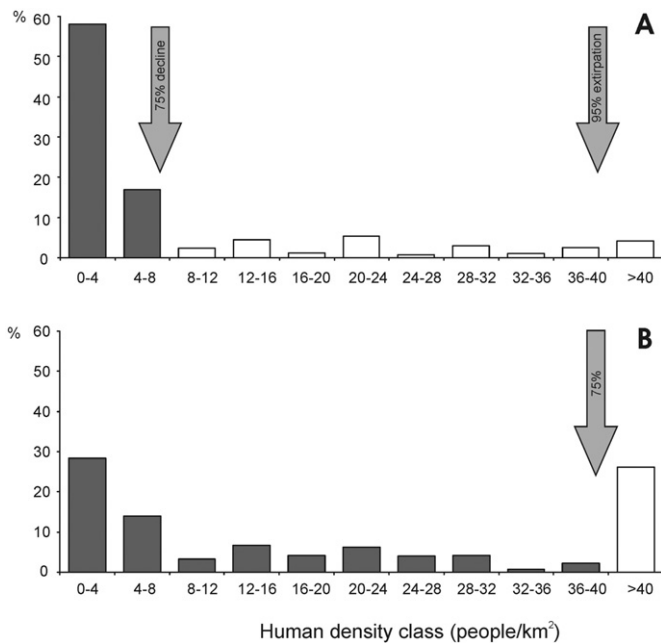 %
A
60
50
40
30
20
10
0
75% decline
95% extirpation
0-4 4-8 8-12 12-16 16-20 20-24 24-28 28-32 32-36 36-40 >40
%
B
60
50
40
30
20
10
0
75%
0-4 4-8 8-12 12-16 16-20 20-24 24-28 28-32 32-36 36-40 >40
Human density class (people/km²)